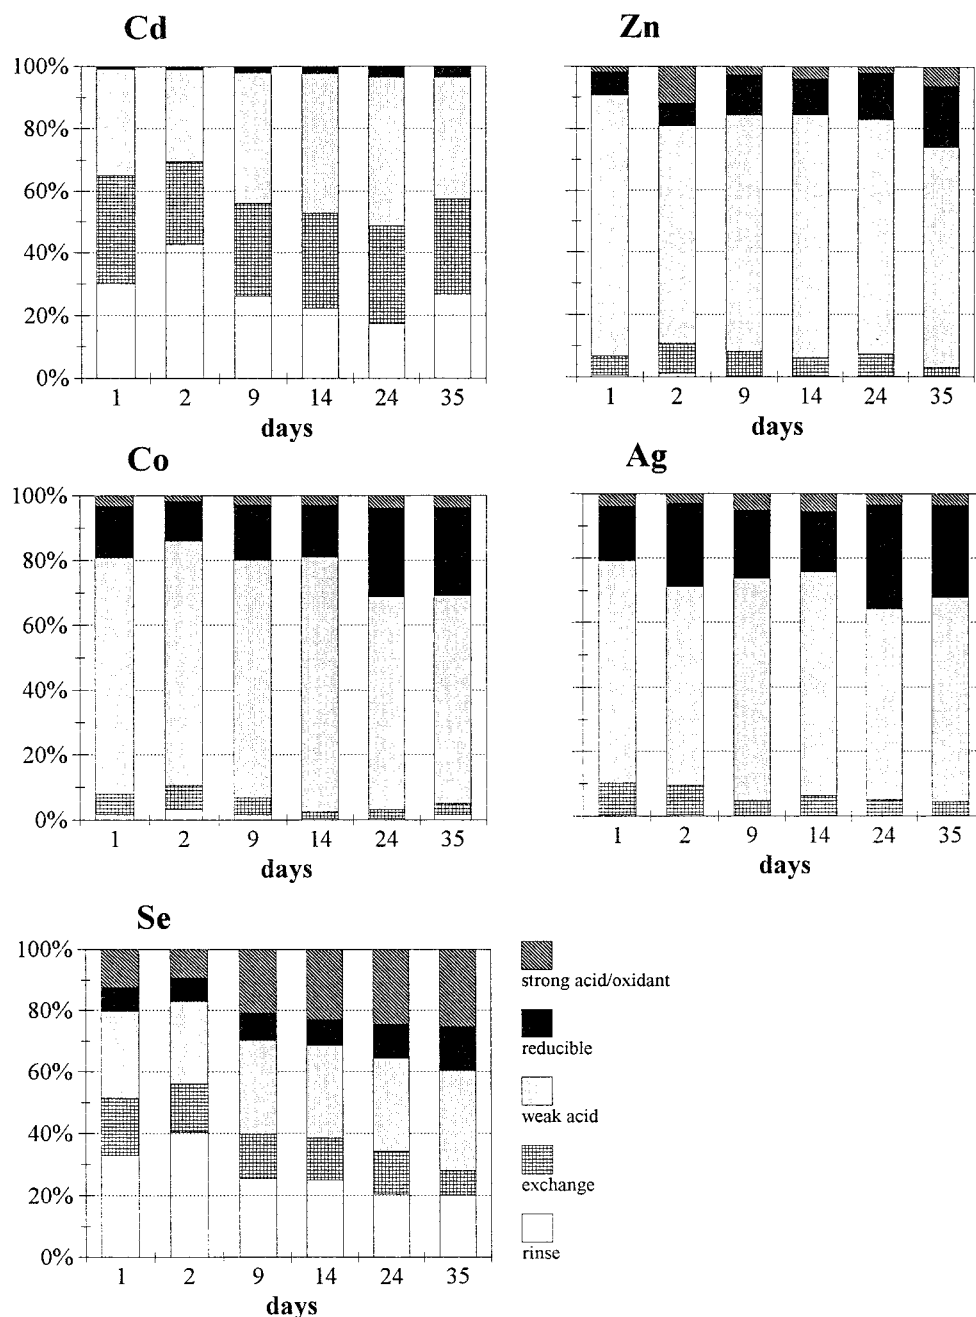 Cd
Zn
100%
80%
60%
40%
20%
0%
1 2 9 14 24 35
days
1 2 9 14 24 35
days
Co
Ag
100%
80%
60%
40%
20%
0%
1 2 9 14 24 35
days
1 2 9 14 24 35
days
Se
100%
80%
60%
40%
20%
0%
1 2 9 14 24 35
days
strong acid/oxidant
reducible
weak acid
exchange
rinse